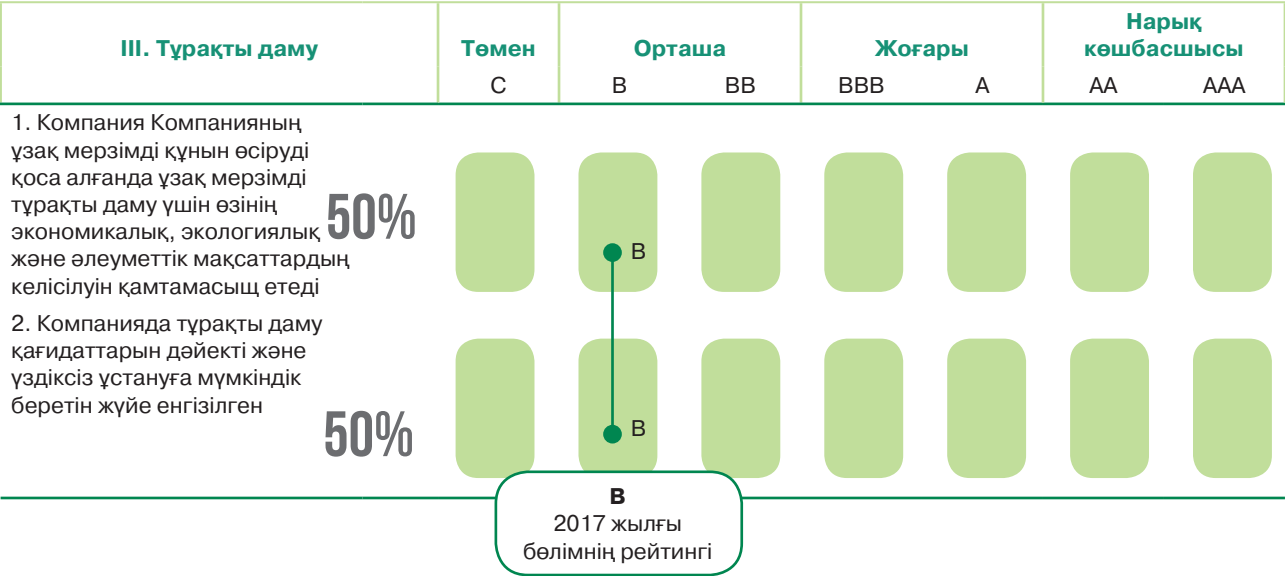 III. Тұрақты даму
Төмен
Орташа
Жоғары
Нарық
көшбасшысы
C
B
BB
BBB
A
AA
AAA
1. Компания Компанияның
ұзақ мерзімді құнын өсіруді
қоса алғанда ұзақ мерзімді
тұрақты даму үшін өзінің
экономикалық, экологиялық
және әлеуметтік мақсаттардың
келісілуін қамтамасыщ етеді
50%
B
2. Компанияда тұрақты даму
қағидаттарын дәйекті және
үздіксіз ұстануға мүмкіндік
беретін жүйе енгізілген
50%
B
B
2017 жылғы
бөлімнің рейтингі